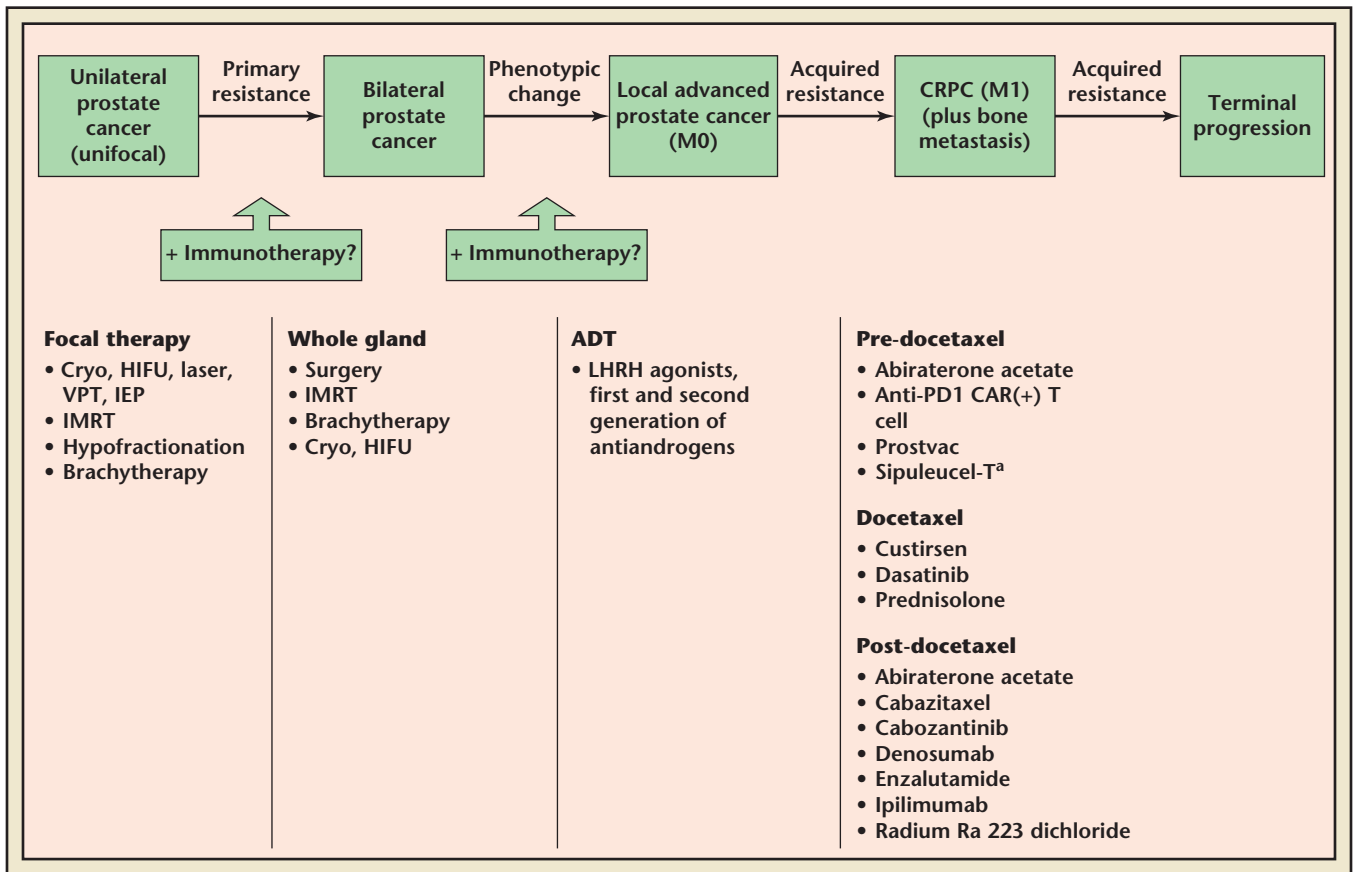 Unilateral
prostate
cancer
(unifocal)
Primary
resistance
Bilateral
prostate
cancer
Phenotypic
change
Local advanced
prostate cancer
(M0)
Acquired
resistance
CRPC (M1)
(plus bone
metastasis)
Acquired
resistance
Terminal
progression
+ Immunotherapy?
+ Immunotherapy?
Focal therapy
• Cryo, HIFU, laser,
VPT, IEP
• IMRT
• Hypofractionation
• Brachytherapy
Whole gland
• Surgery
• IMRT
• Brachytherapy
• Cryo, HIFU
ADT
• LHRH agonists,
first and second
generation of
antiandrogens
Pre-docetaxel
• Abiraterone acetate
• Anti-PD1 CAR(+) T
cell
• Prostvac
• Sipuleucel-Tᵃ
Docetaxel
• Custirsen
• Dasatinib
• Prednisolone
Post-docetaxel
• Abiraterone acetate
• Cabazitaxel
• Cabozantinib
• Denosumab
• Enzalutamide
• Ipilimumab
• Radium Ra 223 dichloride